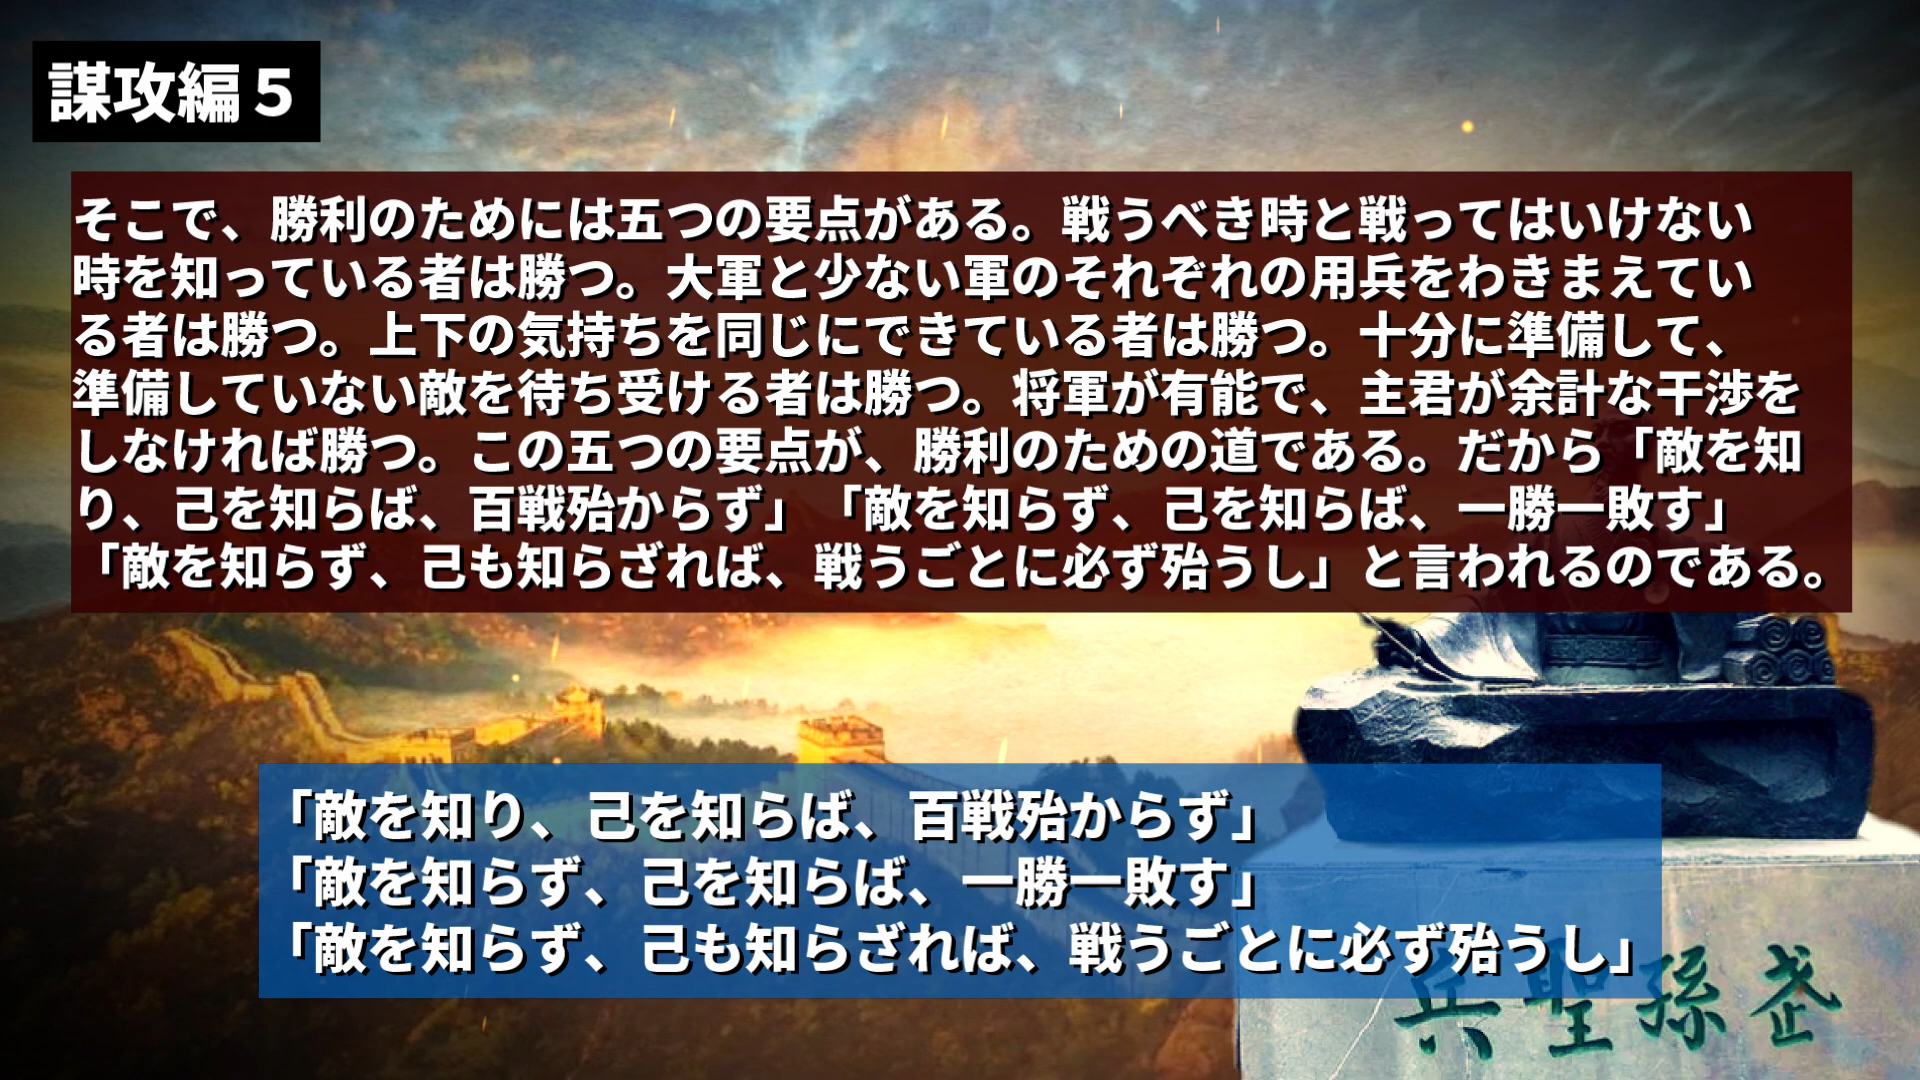 謀攻編５
そこで、勝利のためには五つの要点がある。戦うべき時と戦ってはいけない
時を知っている者は勝つ。大軍と少ない軍のそれぞれの用兵をわきまえてい
る者は勝つ。上下の気持ちを同じにできている者は勝つ。十分に準備して、
準備していない敵を待ち受ける者は勝つ。将軍が有能で、主君が余計な干渉を
しなければ勝つ。この五つの要点が、勝利のための道である。だから「敵を知
り、己を知らば、百戦殆からず」「敵を知らず、己を知らば、一勝一敗す」
「敵を知らず、己も知らざれば、戦うごとに必ず殆うし」と言われるのである。
「敵を知り、己を知らば、百戦殆からず」
「敵を知らず、己を知らば、一勝一敗す」
「敵を知らず、己も知らざれば、戦うごとに必ず殆うし」
兵聖孫武